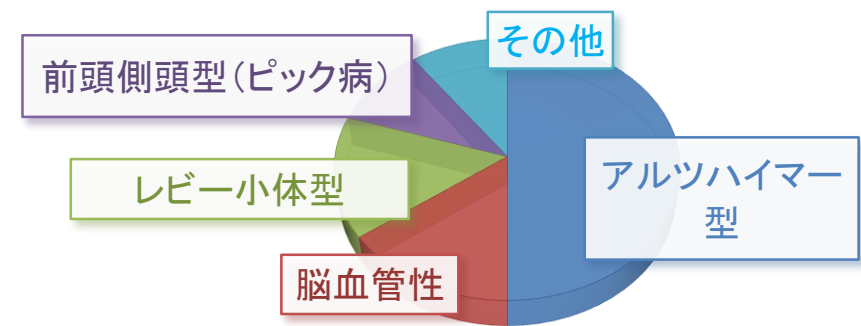 その他
前頭側頭型（ピック病）
アルツハイマー
型
レビー小体型
脳血管性